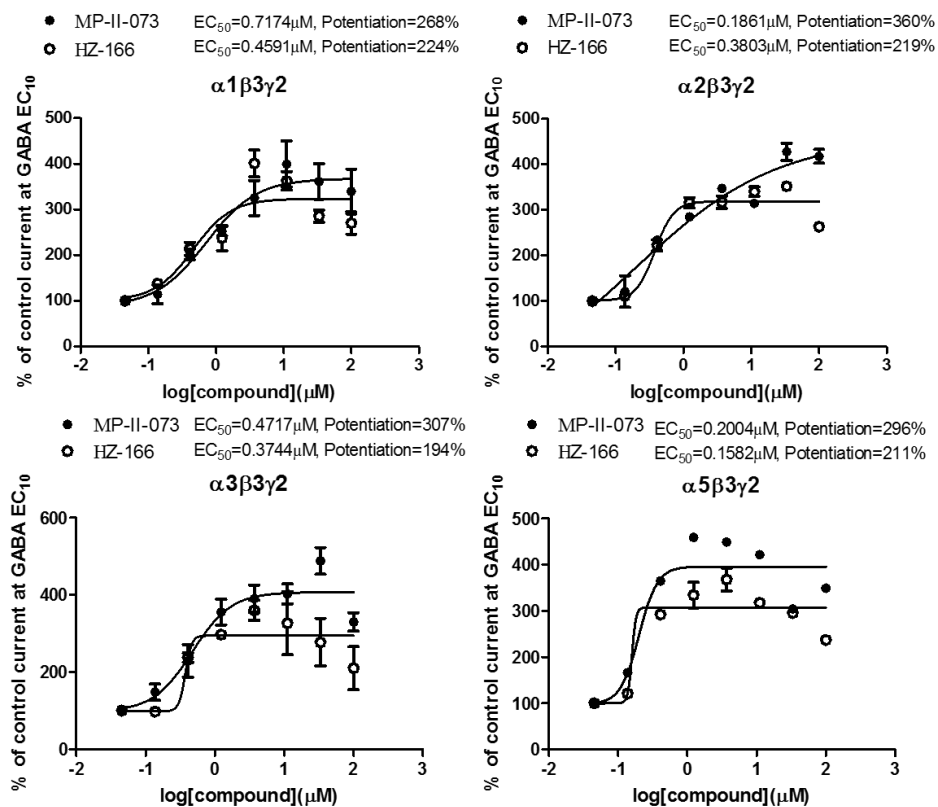 MP-II-073 EC50=0.7174μM, Potentiation=268%
HZ-166 EC50=0.4591μM, Potentiation=224%
α1β3γ2
% of control current at GABA EC10
500
400
300
200
100
0
-2 -1 0 1 2 3
log[compound](μM)
MP-II-073 EC50=0.1861μM, Potentiation=360%
HZ-166 EC50=0.3803μM, Potentiation=219%
α2β3γ2
% of control current at GABA EC10
500
400
300
200
100
0
-2 -1 0 1 2 3
log[compound](μM)
MP-II-073 EC50=0.4717μM, Potentiation=307%
HZ-166 EC50=0.3744μM, Potentiation=194%
α3β3γ2
% of control current at GABA EC10
600
400
200
0
-2 -1 0 1 2 3
log[compound](μM)
MP-II-073 EC50=0.2004μM, Potentiation=296%
HZ-166 EC50=0.1582μM, Potentiation=211%
α5β3γ2
% of control current at GABA EC10
500
400
300
200
100
0
-2 -1 0 1 2 3
log[compound](μM)